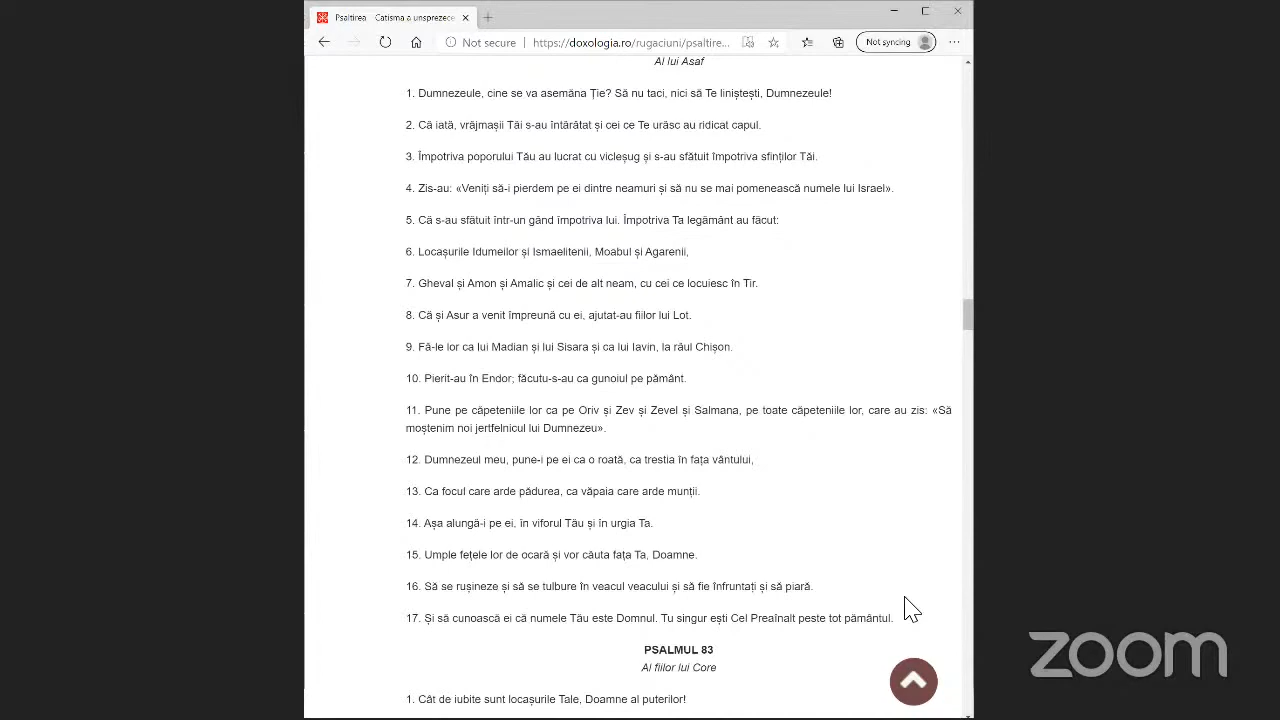 Psaltirea Catisma a unsprezece
Not secure
https://doxologia.ro/rugaciuni/psaltire...
Not syncing
Al lui Asaf
1. Dumnezeule, cine se va asemăna Ție? Să nu taci, nici să Te liniștești, Dumnezeule!
2. Că iată, vrăjmașii Tăi s-au întărâtat și cei ce Te urăsc au ridicat capul.
3. Împotriva poporului Tău au lucrat cu vicleșug și s-au sfătuit împotriva sfinților Tăi.
4. Zis-au: «Veniți să-i pierdem pe ei dintre neamuri și să nu se mai pomenească numele lui Israel».
5. Că s-au sfătuit într-un gând împotriva lui. Împotriva Ta legământ au făcut:
6. Locașurile Idumeilor și Ismaelitenii, Moabul și Agarenii,
7. Gheval și Amon și Amalic și cei de alt neam, cu cei ce locuiesc în Tir.
8. Că și Asur a venit împreună cu ei, ajutat-au fiilor lui Lot.
9. Fă-le lor ca lui Madian și lui Sisara și ca lui Iavin, la râul Chișon.
10. Pierit-au în Endor; făcutu-s-au ca gunoiul pe pământ.
11. Pune pe căpeteniile lor ca pe Oriv și Zev și Zevel și Salmana, pe toate căpeteniile lor, care au zis: «Să
moștenim noi jertfelnicul lui Dumnezeu».
12. Dumnezeul meu, pune-i pe ei ca o roată, ca trestia în fața vântului,
13. Ca focul care arde pădurea, ca văpaia care arde munții.
14. Așa alungă-i pe ei, în viforul Tău și în urgia Ta.
15. Umple fețele lor de ocară și vor căuta fața Ta, Doamne.
16. Să se rușineze și să se tulbure în veacul veacului și să fie înfruntați și să piară.
17. Și să cunoască ei că numele Tău este Domnul. Tu singur ești Cel Preaînalt peste tot pământul.
PSALMUL 83
Al fiilor lui Core
1. Cât de iubite sunt locașurile Tale, Doamne al puterilor!
zoom